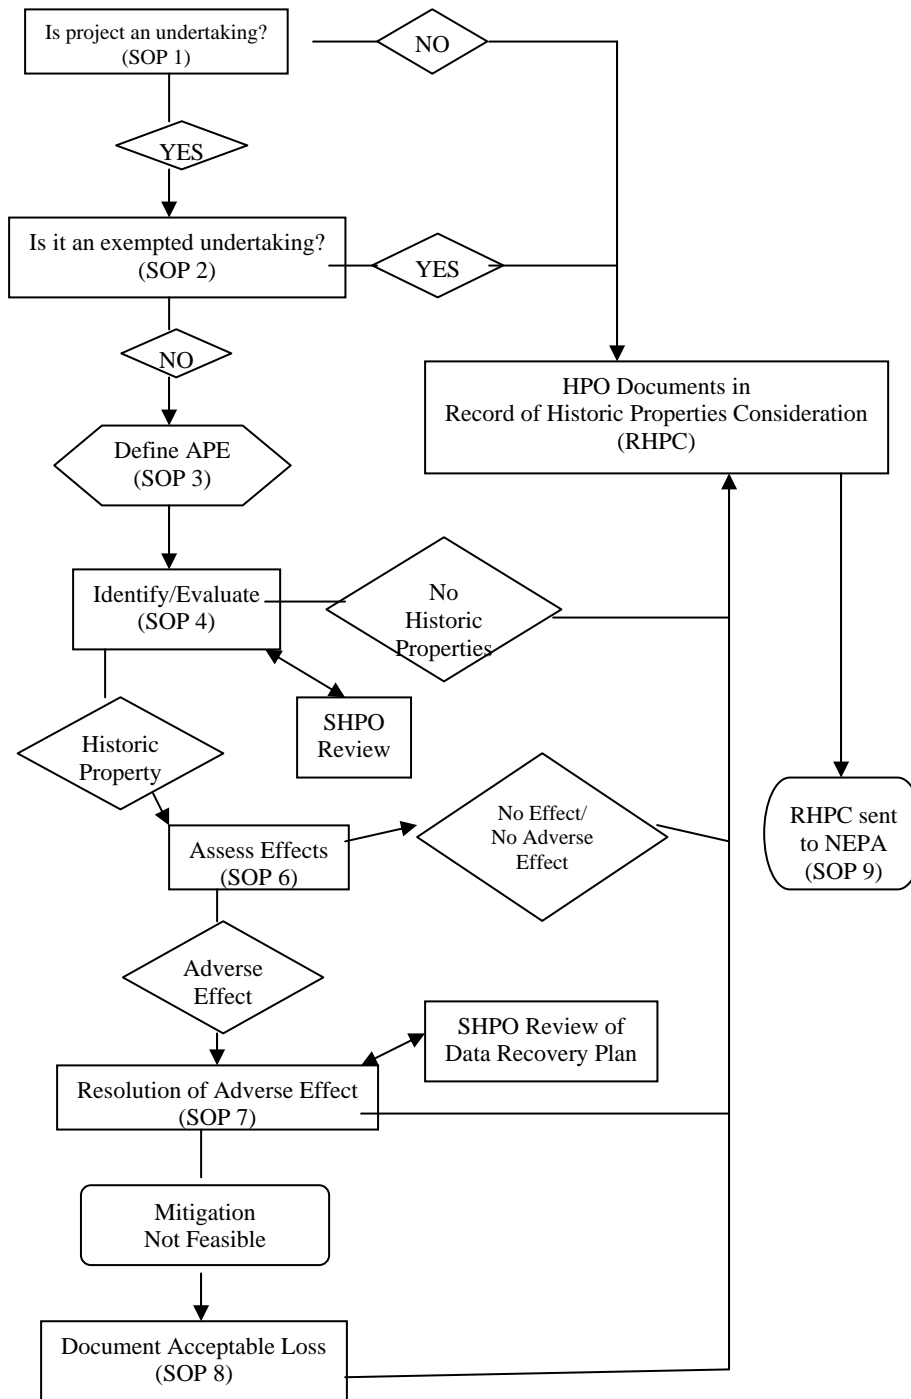 Is project an undertaking?
(SOP 1)
NO
YES
Is it an exempted undertaking?
(SOP 2)
YES
NO
HPO Documents in
Record of Historic Properties Consideration
(RHPC)
Define APE
(SOP 3)
Identify/Evaluate
(SOP 4)
No
Historic
Properties
SHPO
Review
Historic
Property
No Effect/
No Adverse
Effect
RHPC sent
to NEPA
(SOP 9)
Assess Effects
(SOP 6)
Adverse
Effect
SHPO Review of
Data Recovery Plan
Resolution of Adverse Effect
(SOP 7)
Mitigation
Not Feasible
Document Acceptable Loss
(SOP 8)